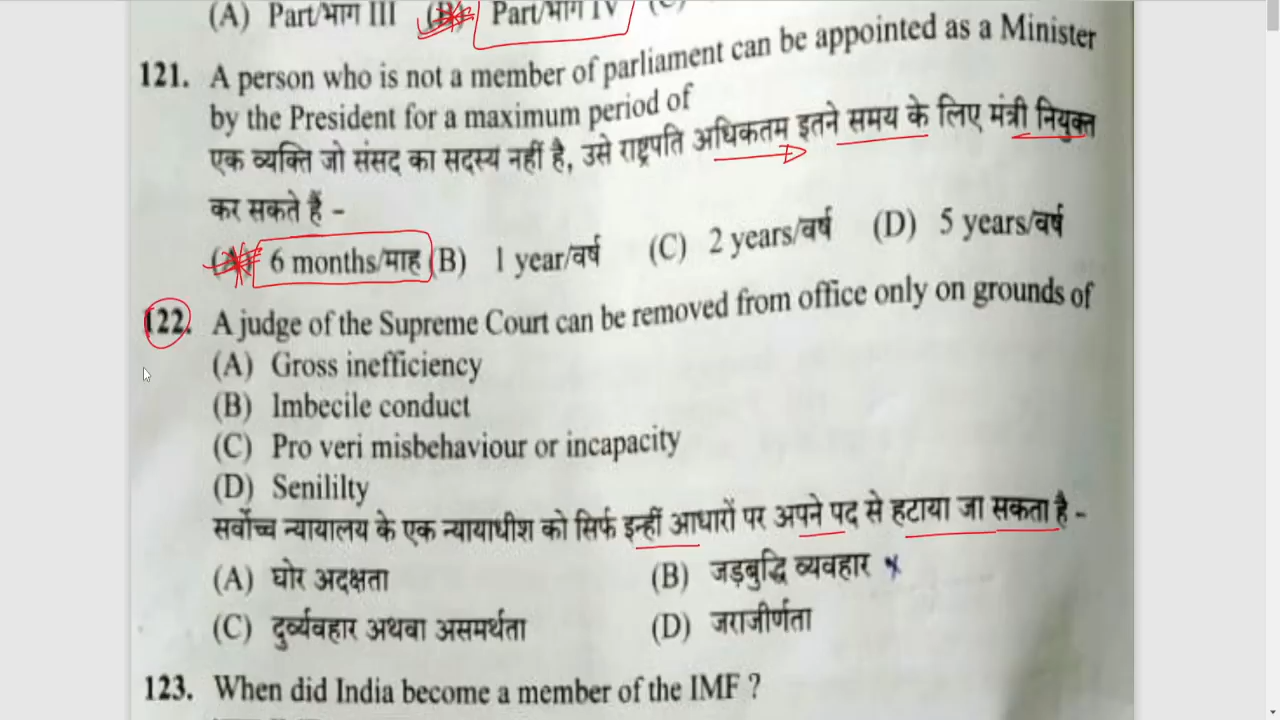 (A) Part/भाग III (B) Part/भाग IV (C)
121. A person who is not a member of parliament can be appointed as a Minister
by the President for a maximum period of
एक व्यक्ति जो संसद का सदस्य नहीं है, उसे राष्ट्रपति अधिकतम इतने समय के लिए मंत्री नियुक्त
कर सकते हैं -
(A) 6 months/माह (B) 1 year/वर्ष (C) 2 years/वर्ष (D) 5 years/वर्ष
122. A judge of the Supreme Court can be removed from office only on grounds of
(A) Gross inefficiency
(B) Imbecile conduct
(C) Pro veri misbehaviour or incapacity
(D) Senililty
सर्वोच्च न्यायालय के एक न्यायाधीश को सिर्फ इन्हीं आधारों पर अपने पद से हटाया जा सकता है -
(A) घोर अदक्षता (B) जड़बुद्धि व्यवहार
(C) दुर्व्यवहार अथवा असमर्थता (D) जराजीर्णता
123. When did India become a member of the IMF ?